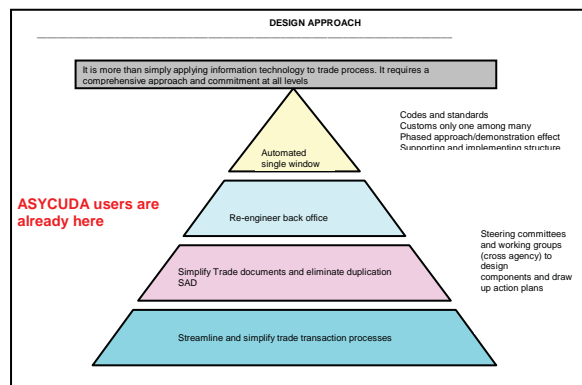 DESIGN APPROACH
It is more than simply applying information technology to trade process. It requires a
comprehensive approach and commitment at all levels
Codes and standards
Customs only one among many
Phased approach/demonstration effect
Supporting and implementing structure
Automated
single window
ASYCUDA users are
already here
Re-engineer back office
Steering committees
and working groups
(cross agency) to
design
components and draw
up action plans
Simplify Trade documents and eliminate duplication
SAD
Streamline and simplify trade transaction processes